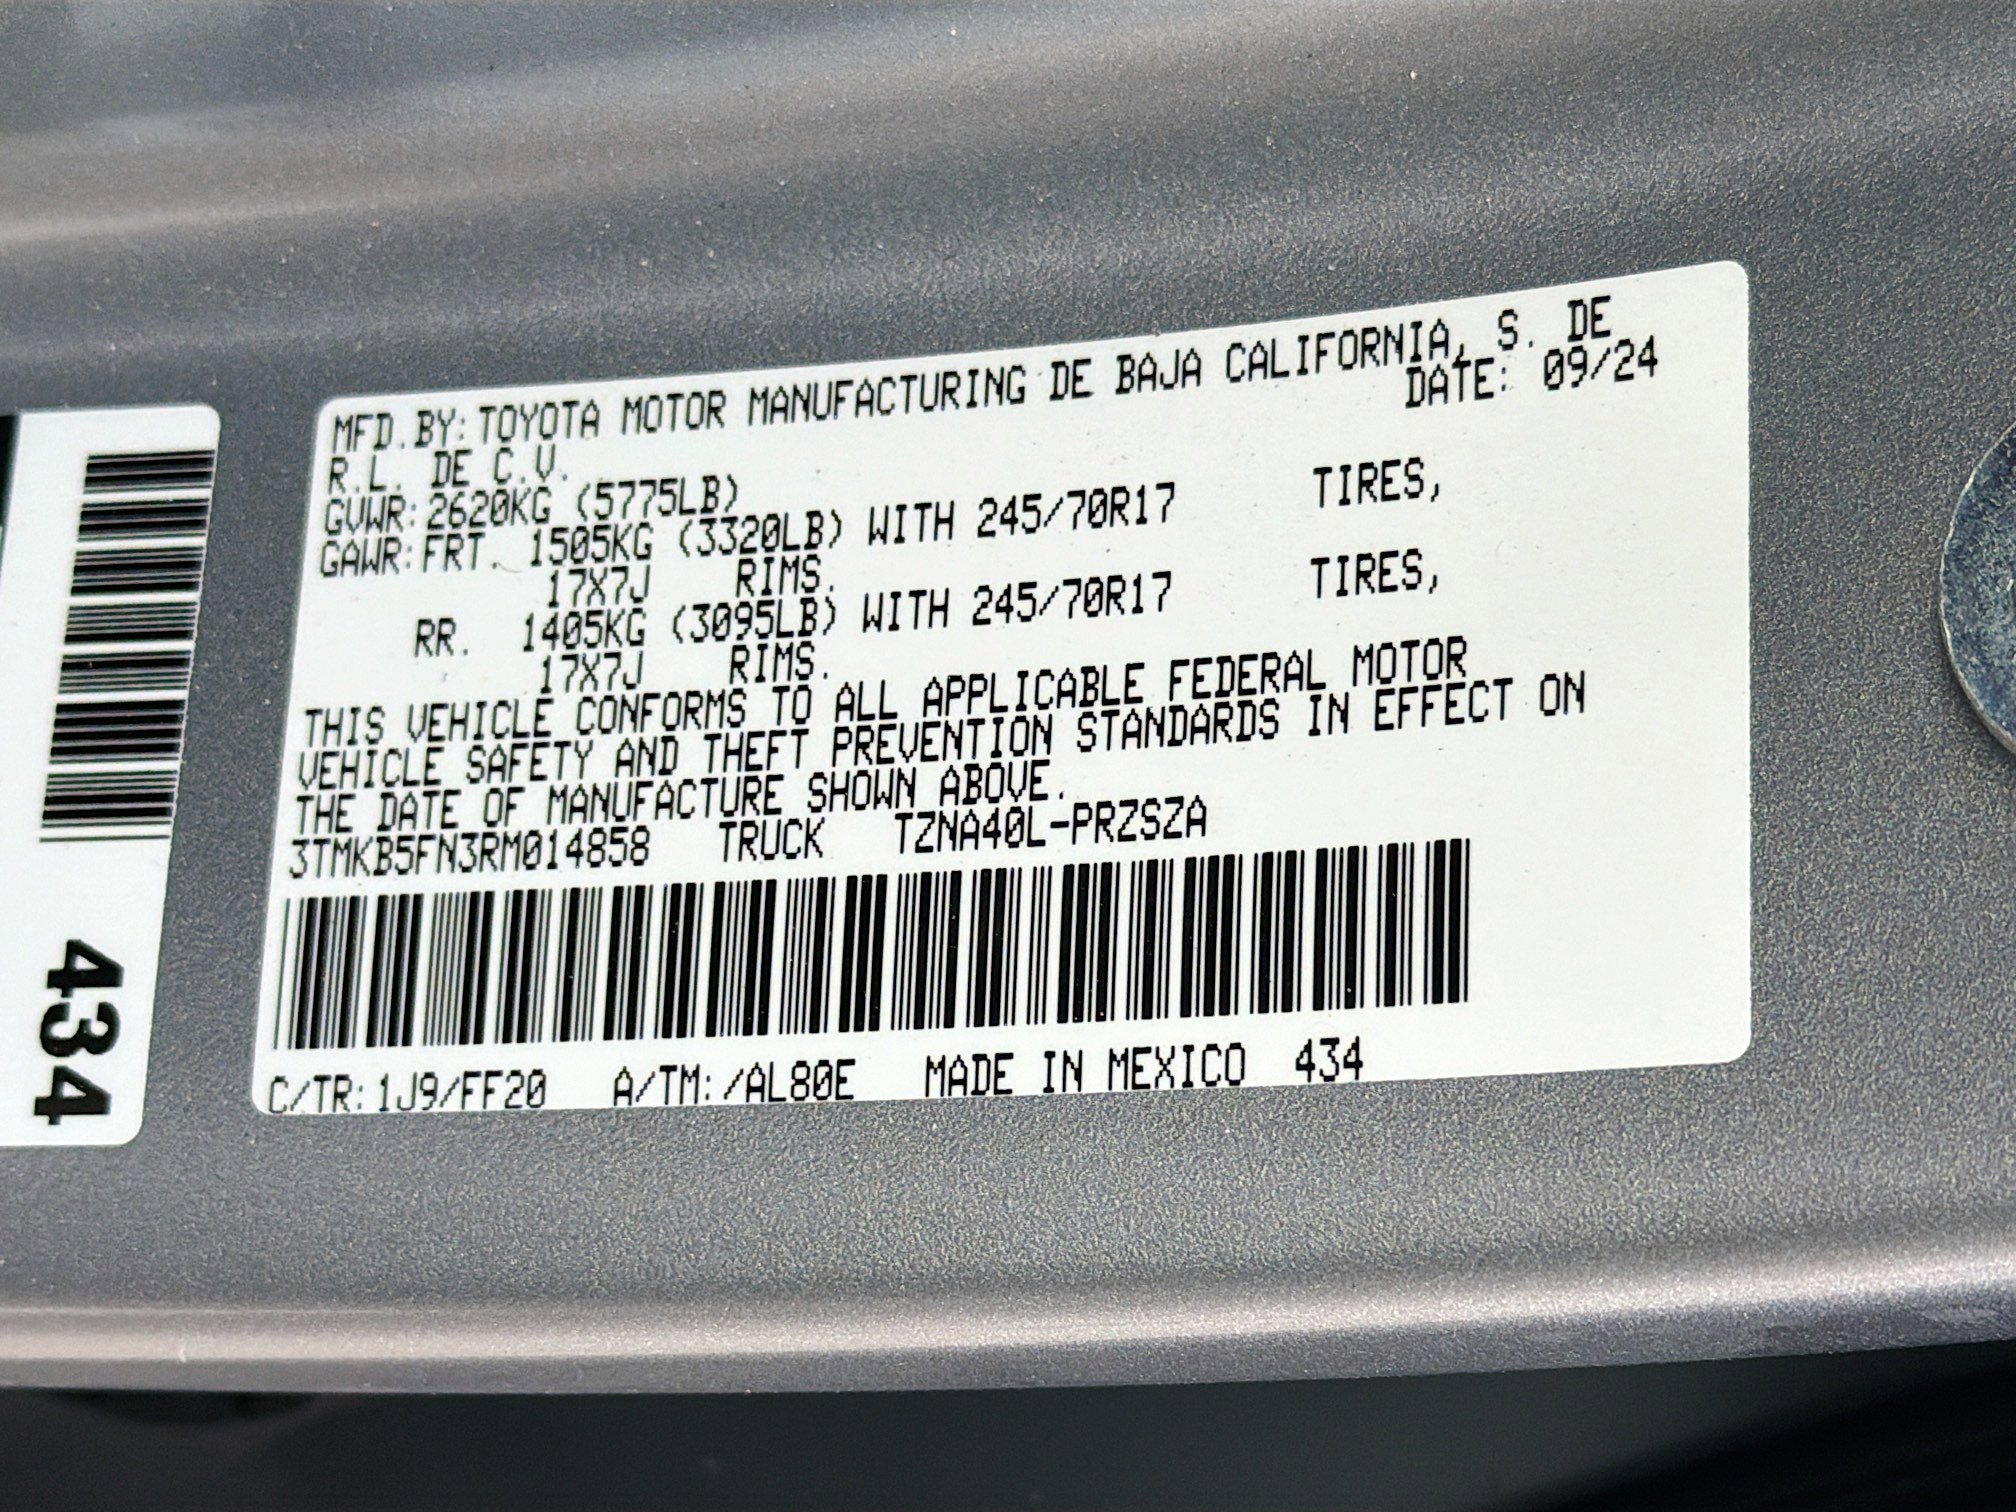 MFD.BY:TOYOTA MOTOR MANUFACTURING DE BAJA CALIFORNIA, S. DE
R.L. DE C.V. DATE: 09/24
GVWR:2620KG (5775LB)
GAWR:FRT. 1505KG (3320LB) WITH 245/70R17 TIRES,
17X7J RIMS.
RR. 1405KG (3095LB) WITH 245/70R17 TIRES,
17X7J RIMS.
THIS VEHICLE CONFORMS TO ALL APPLICABLE FEDERAL MOTOR
VEHICLE SAFETY AND THEFT PREVENTION STANDARDS IN EFFECT ON
THE DATE OF MANUFACTURE SHOWN ABOVE.
3TMKB5FN3RM014858 TRUCK TZNA40L-PRZSZA
C/TR:1J9/FF20 A/TM:/AL80E MADE IN MEXICO 434
434